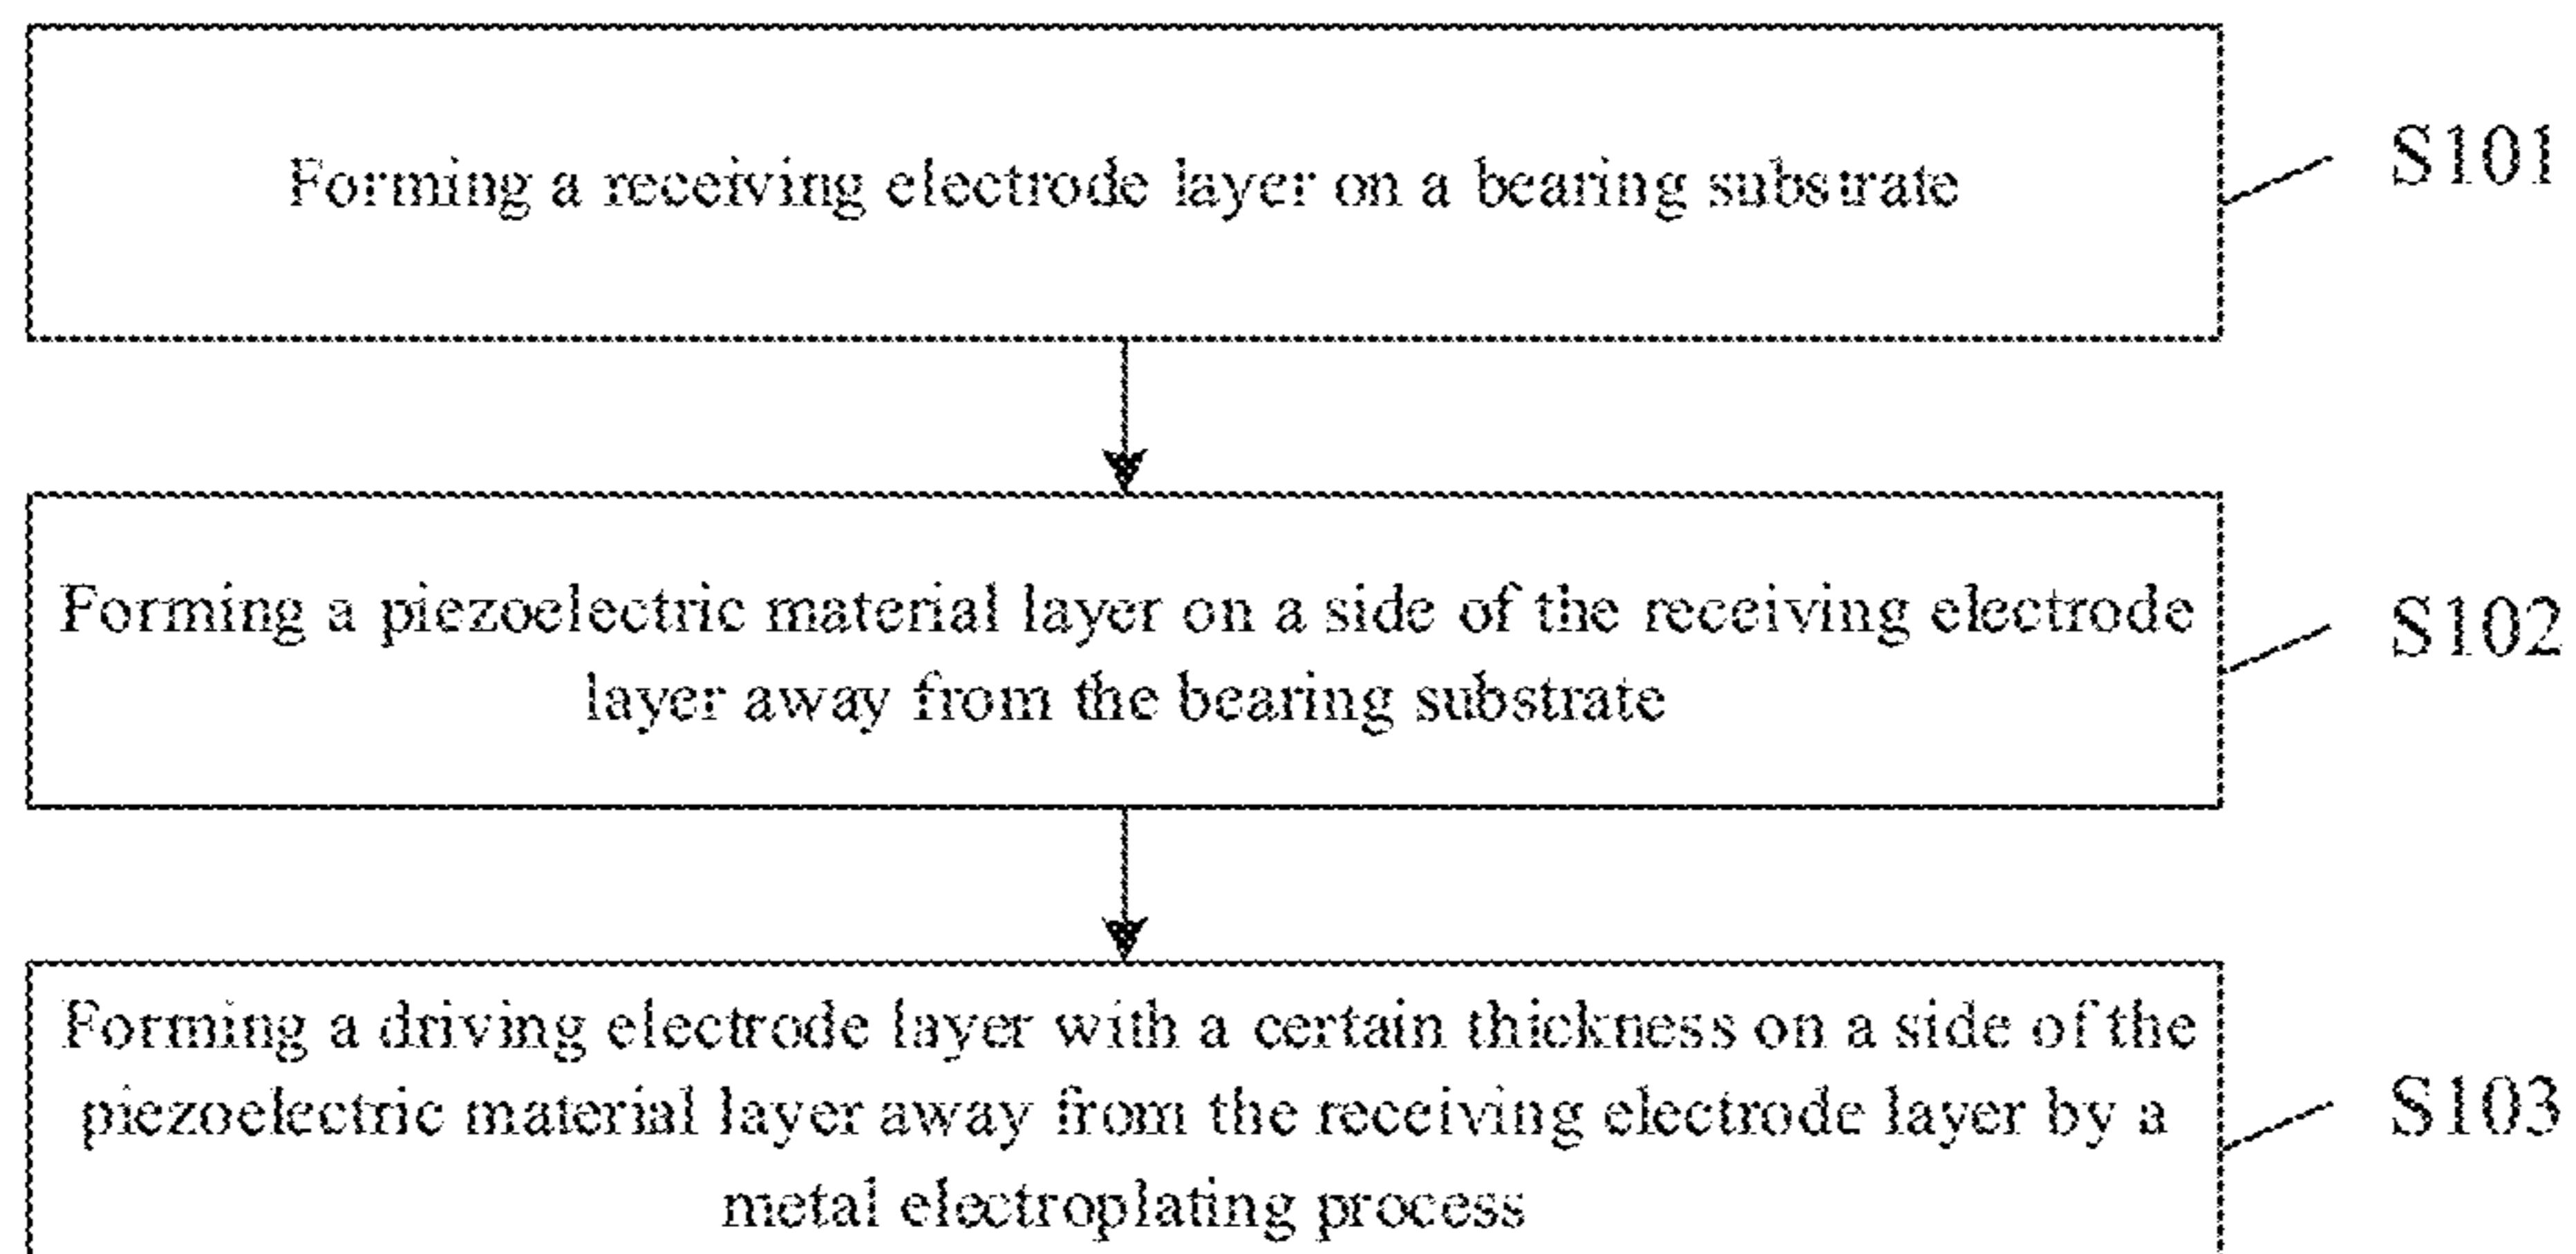 Forming a receiving electrode layer on a bearing substrate
S101
Forming a piezoelectric material layer on a side of the receiving electrode
layer away from the bearing substrate
S102
Forming a driving electrode layer with a certain thickness on a side of the
piezoelectric material layer away from the receiving electrode layer by a
metal electroplating process
S103